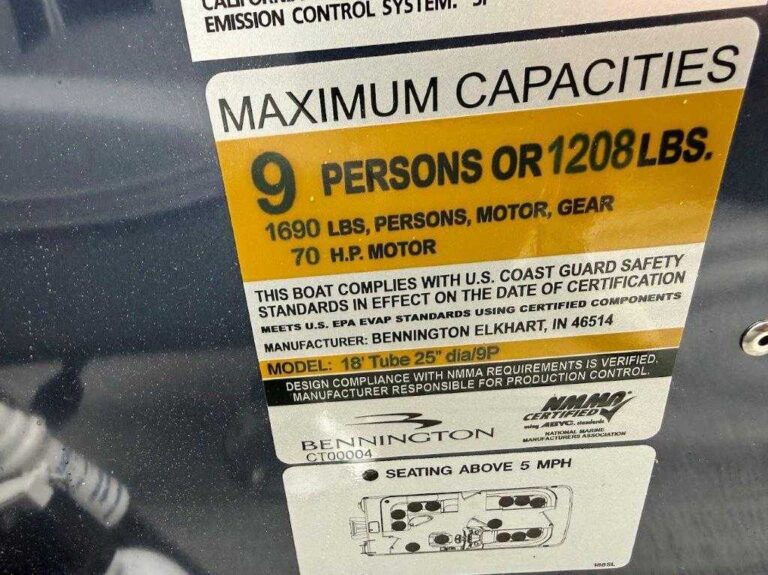 EMISSION CONTROL SYSTEM.
MAXIMUM CAPACITIES
9 PERSONS OR 1208 LBS.
1690 LBS, PERSONS, MOTOR, GEAR
70 H.P. MOTOR
THIS BOAT COMPLIES WITH U.S. COAST GUARD SAFETY
STANDARDS IN EFFECT ON THE DATE OF CERTIFICATION
MEETS U.S. EPA EVAP STANDARDS USING CERTIFIED COMPONENTS
MANUFACTURER: BENNINGTON ELKHART, IN 46514
MODEL: 18' Tube 25" dia/9P
DESIGN COMPLIANCE WITH NMMA REQUIREMENTS IS VERIFIED.
MANUFACTURER RESPONSIBLE FOR PRODUCTION CONTROL.
BENNINGTON
CT00004
NMMA
CERTIFIED
using ABYC. standards
NATIONAL MARINE
MANUFACTURERS ASSOCIATION
SEATING ABOVE 5 MPH